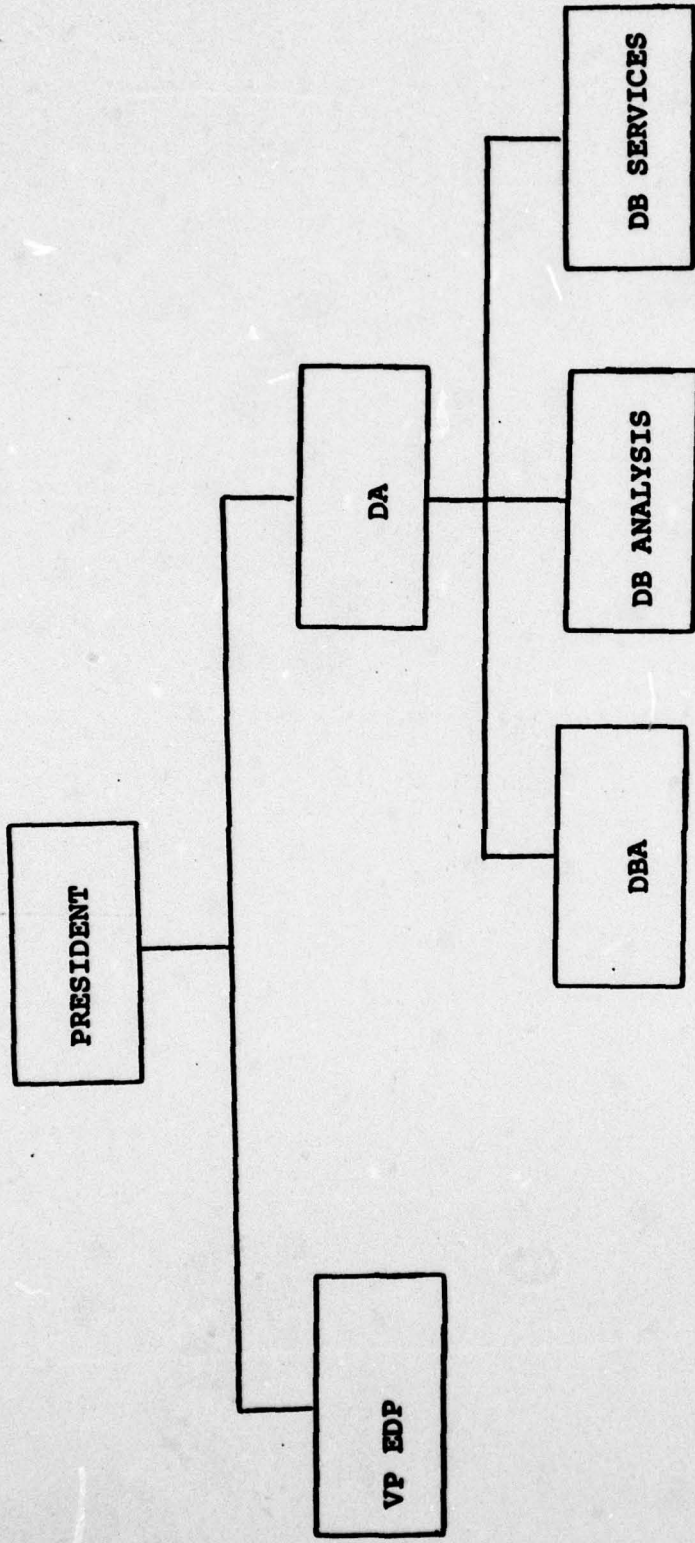 PRESIDENT
VP EDP
DA
DBA
DB ANALYSIS
DB SERVICES